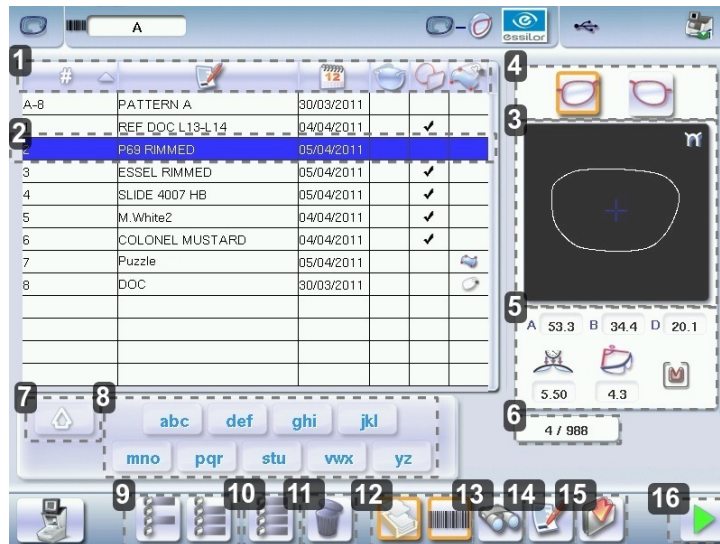 A
essilor
1
#
12
4
A-8 PATTERN A 30/03/2011
REF DOC L13-L14 04/04/2011
2
2 P69 RIMMED 05/04/2011
3
3 ESSEL RIMMED 05/04/2011
4 SLIDE 4007 HB 05/04/2011
5 M.White2 04/04/2011
6 COLONEL MUSTARD 04/04/2011
7 Puzzle 05/04/2011
8 DOC 30/03/2011
5
A 53.3 B 34.4 D 20.1
5.50 4.3
6
4 / 988
7
8
abc def ghi jkl
mno pqr stu vwx yz
9 10 11 12 13 14 15 16